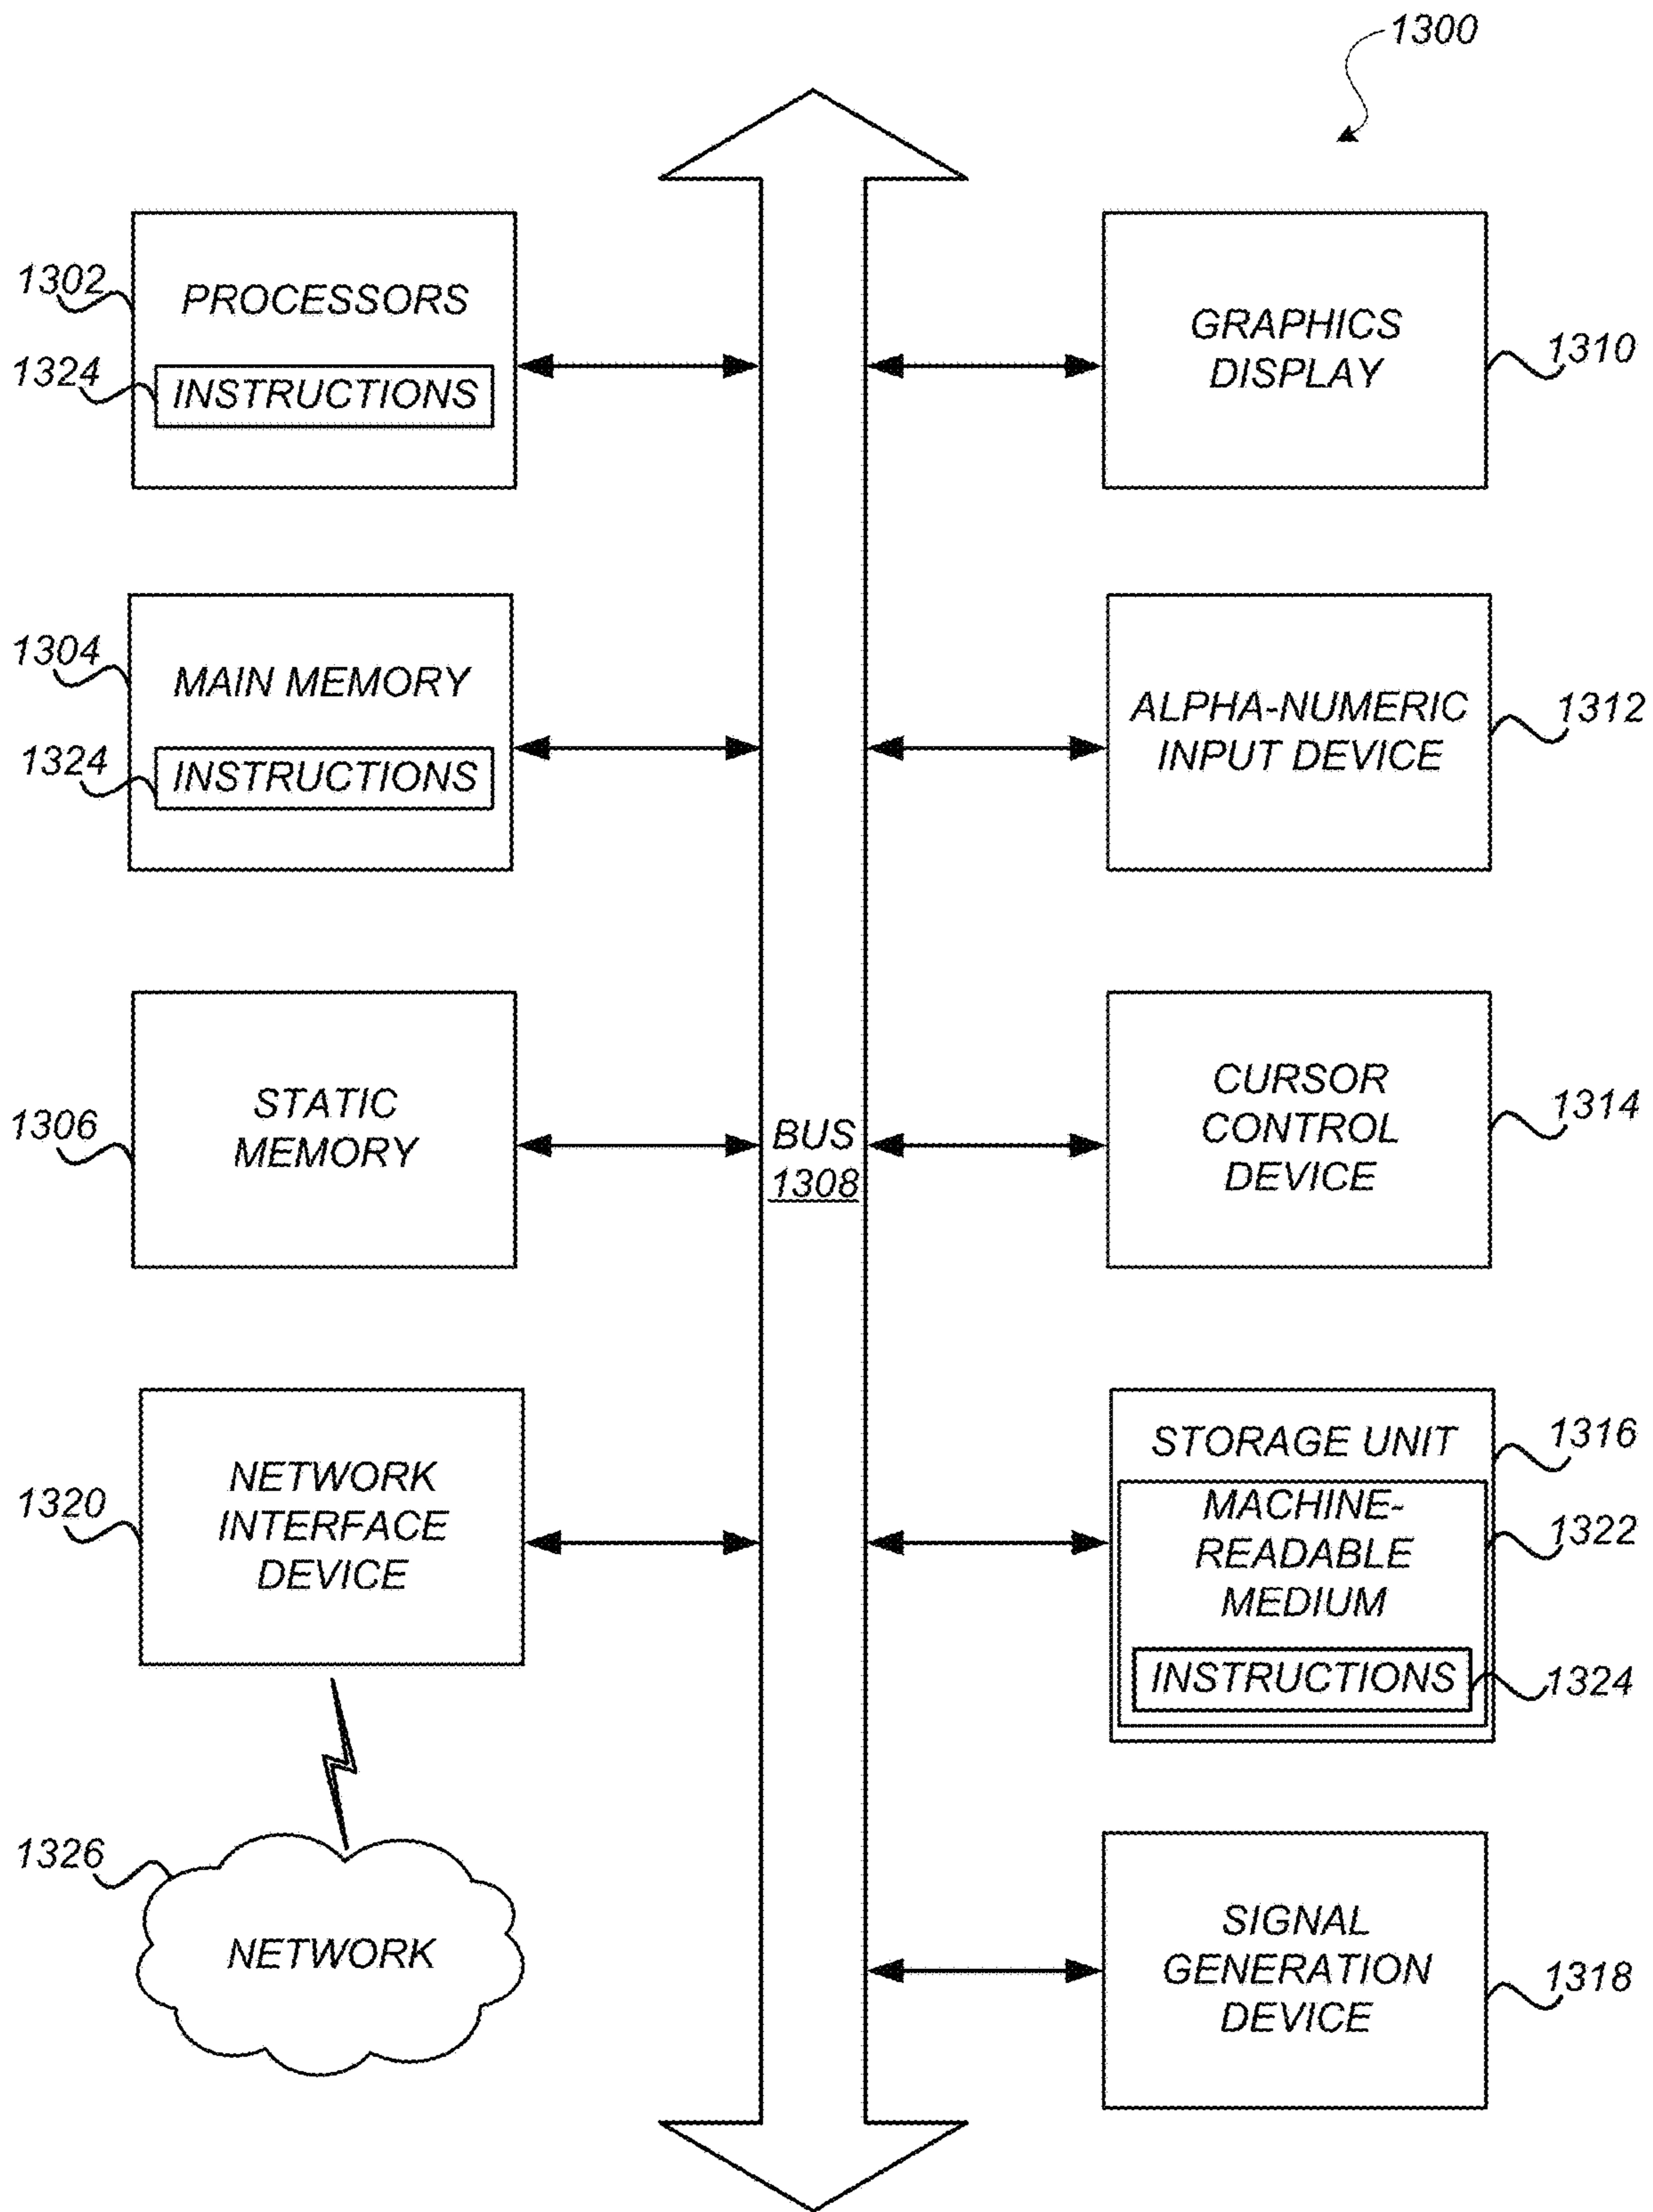 1300
1302
PROCESSORS
1324
INSTRUCTIONS
1304
MAIN MEMORY
1324
INSTRUCTIONS
1306
STATIC
MEMORY
1320
NETWORK
INTERFACE
DEVICE
1326
NETWORK
BUS
1308
GRAPHICS
DISPLAY
1310
ALPHA-NUMERIC
INPUT DEVICE
1312
CURSOR
CONTROL
DEVICE
1314
STORAGE UNIT
1316
MACHINE-
READABLE
MEDIUM
1322
INSTRUCTIONS
1324
SIGNAL
GENERATION
DEVICE
1318